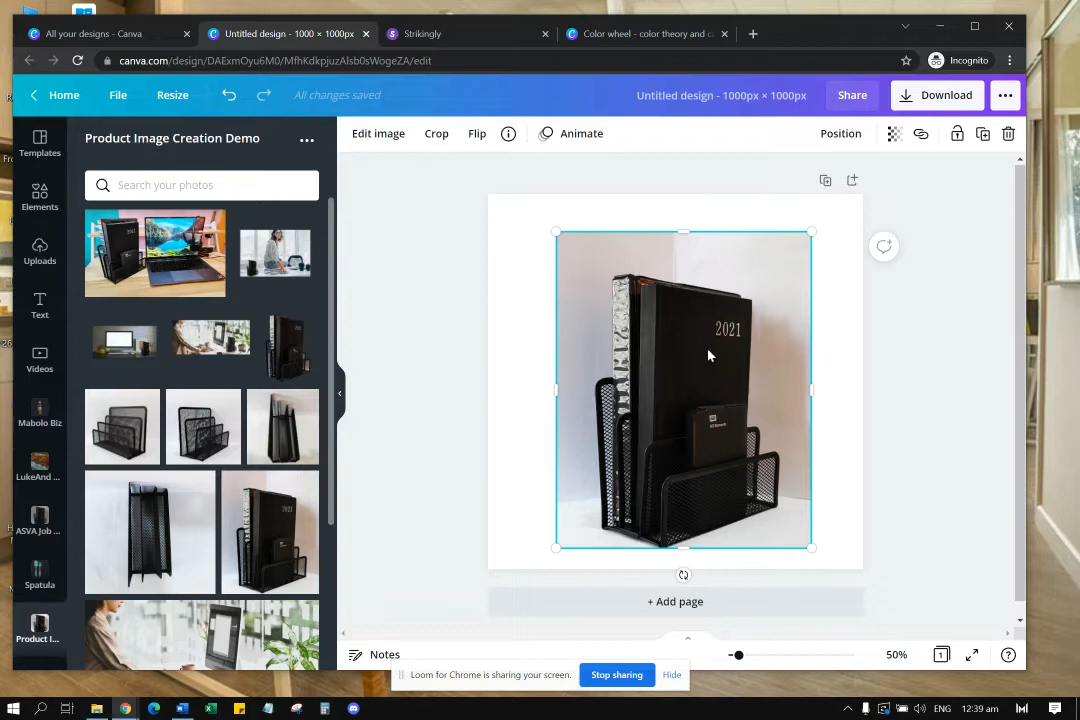 All your designs - Canva
Untitled design - 1000 × 1000px
Strikingly
Color wheel - color theory and ca
canva.com/design/DAExmOyu6M0/MfhKdkpjuzAlsb0sWogeZA/edit
Incognito
Home
File
Resize
All changes saved
Untitled design - 1000px × 1000px
Share
Download
Templates
Elements
Uploads
Text
Videos
Mabolo Biz
LukeAnd ...
ASVA Job ...
Spatula
Product I...
Product Image Creation Demo
Search your photos
Edit image
Crop
Flip
Animate
Position
2021
+ Add page
Notes
50%
1
Loom for Chrome is sharing your screen.
Stop sharing
Hide
ENG
12:39 am